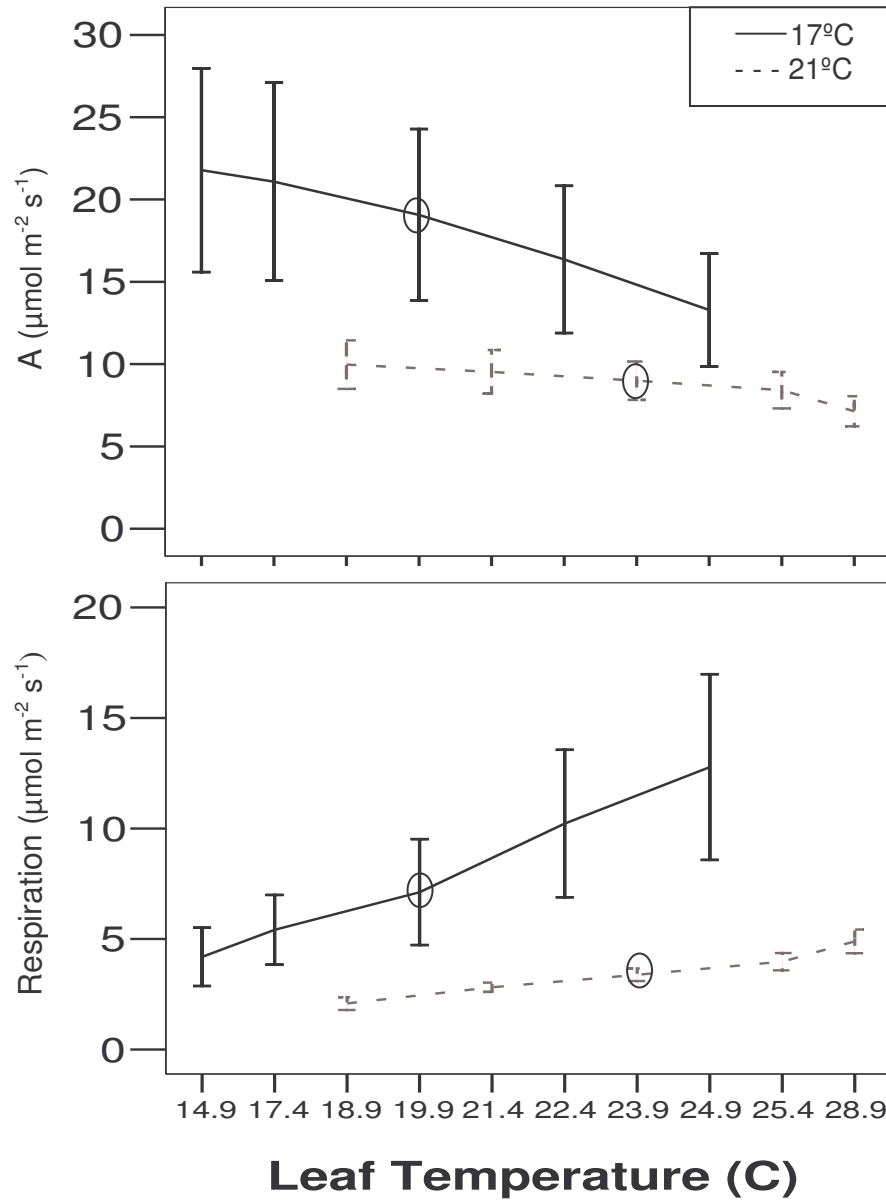 17ºC
21ºC
30
25
20
15
10
5
0
A (µmol m-2 s-1)
20
15
10
5
0
Respiration (µmol m-2 s-1)
14.9 17.4 18.9 19.9 21.4 22.4 23.9 24.9 25.4 28.9
Leaf Temperature (C)